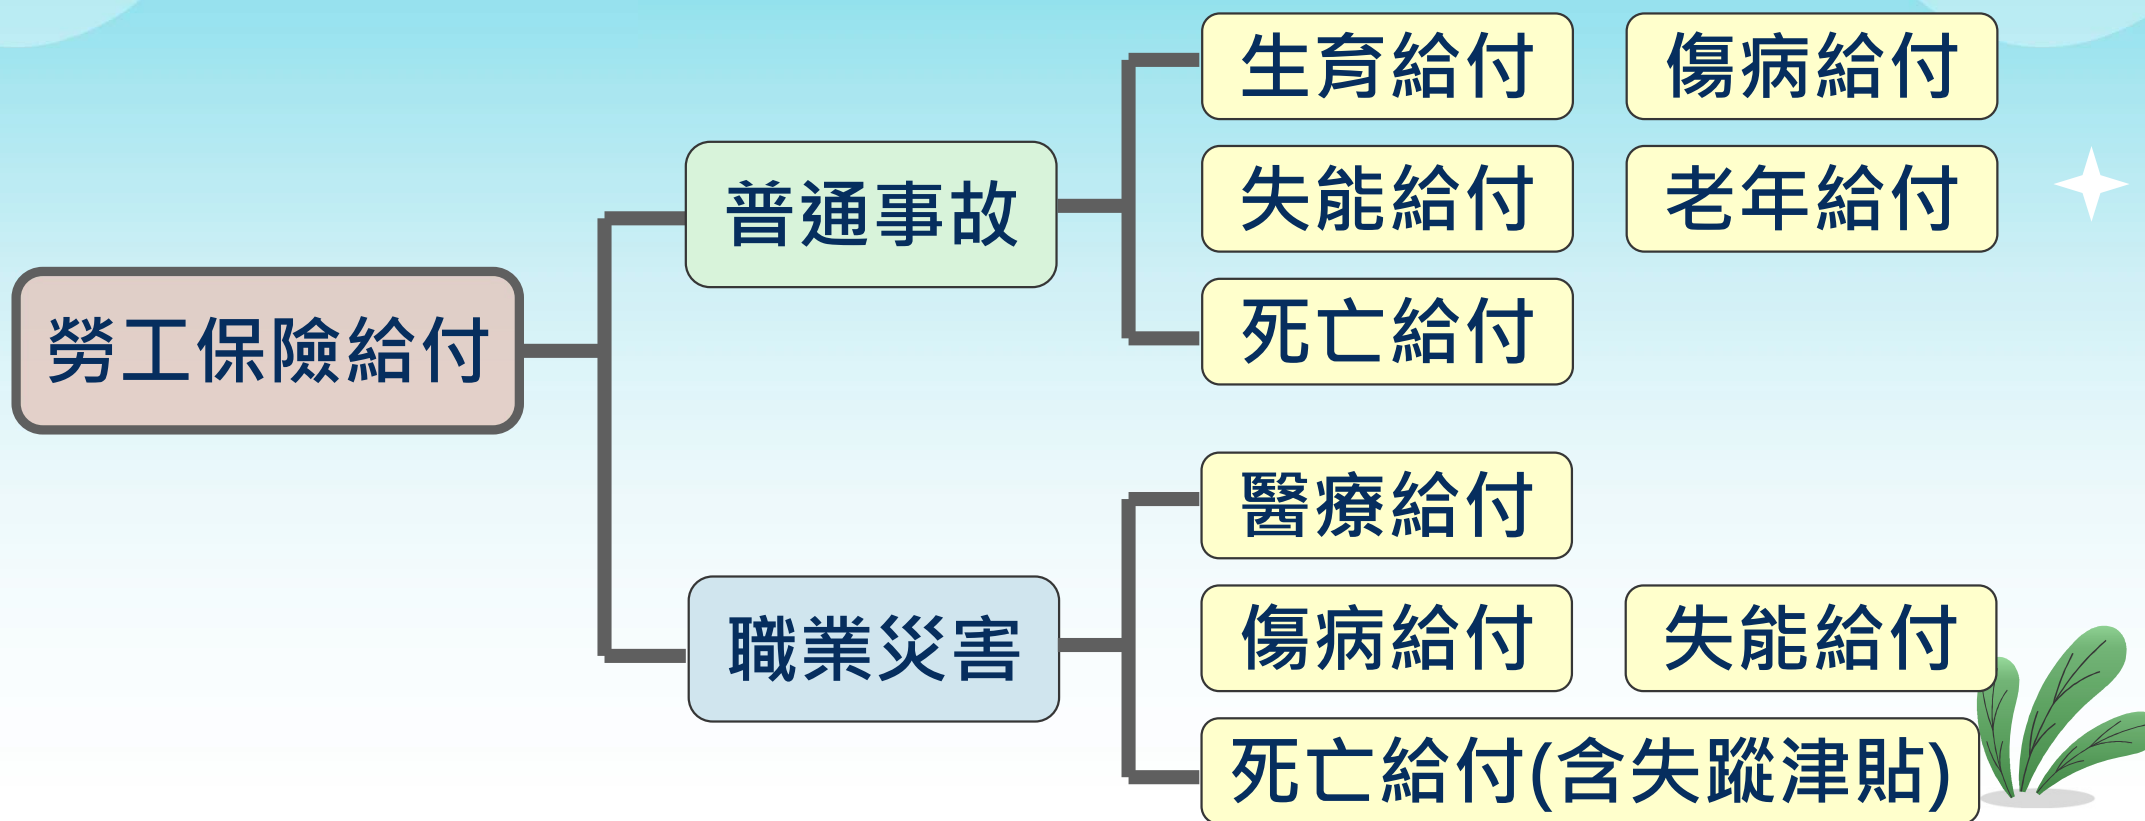 勞工保險給付
普通事故
生育給付
傷病給付
失能給付
老年給付
死亡給付
職業災害
醫療給付
傷病給付
失能給付
死亡給付(含失蹤津貼)